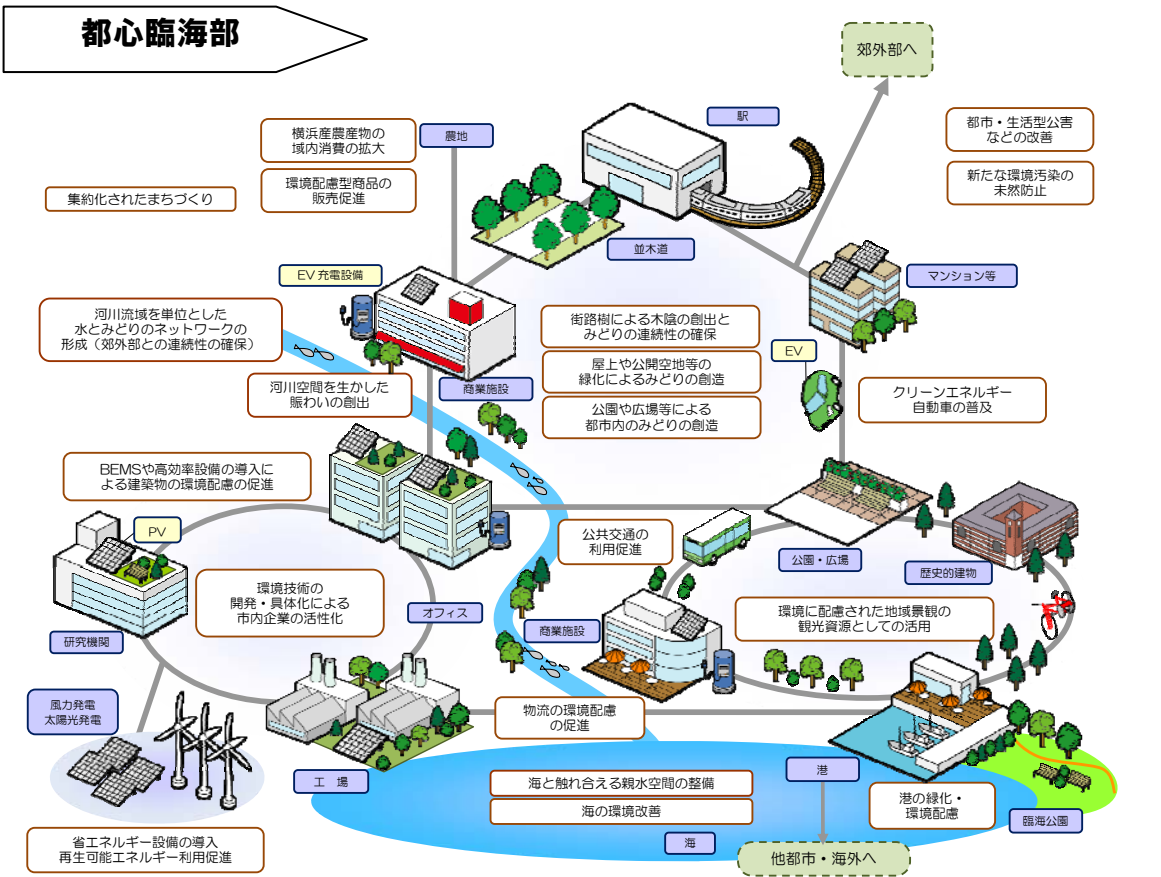 都心臨海部
郊外部へ
駅
農地
横浜産農産物の
域内消費の拡大
環境配慮型商品の
販売促進
集約化されたまちづくり
都市・生活型公害
などの改善
新たな環境汚染の
未然防止
並木道
マンション等
EV充電設備
河川流域を単位とした
水とみどりのネットワークの
形成（郊外部との連続性の確保）
街路樹による木陰の創出と
みどりの連続性の確保
屋上や公開空地等の
緑化によるみどりの創造
公園や広場等による
都市内のみどりの創造
EV
クリーンエネルギー
自動車の普及
河川空間を生かした
賑わいの創出
商業施設
BEMSや高効率設備の導入に
よる建築物の環境配慮の促進
PV
公共交通の
利用促進
公園・広場
歴史的建物
環境技術の
開発・具体化による
市内企業の活性化
オフィス
研究機関
商業施設
環境に配慮された地域景観の
観光資源としての活用
風力発電
太陽光発電
物流の環境配慮
の促進
工 場
海と触れ合える親水空間の整備
海の環境改善
港
港の緑化・
環境配慮
臨海公園
海
省エネルギー設備の導入
再生可能エネルギー利用促進
他都市・海外へ